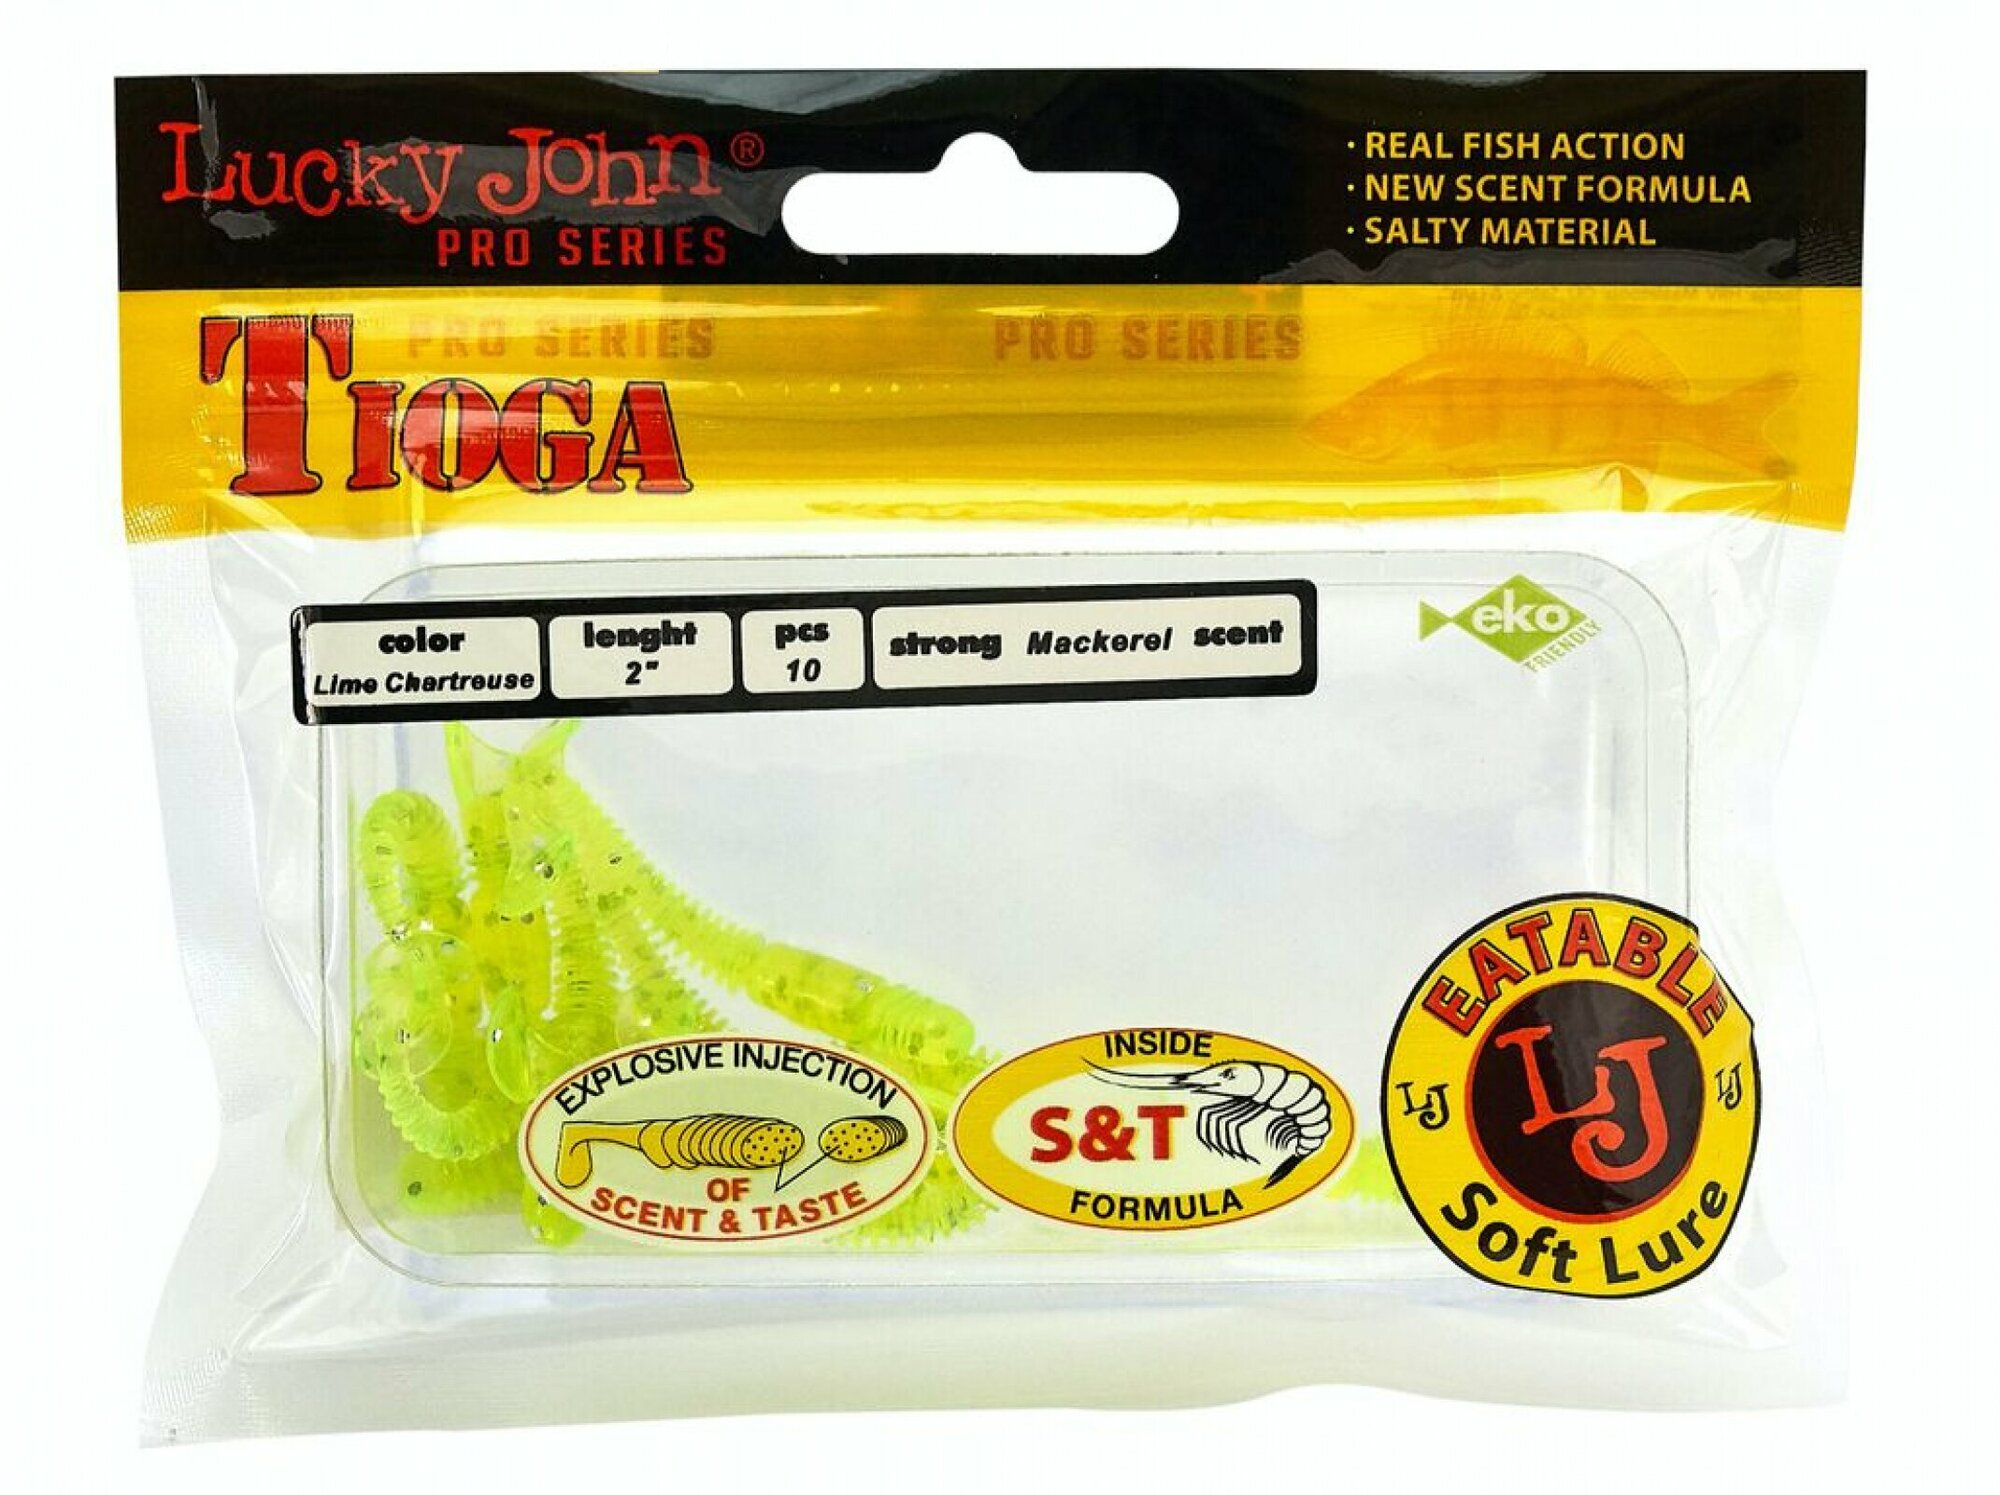 Lucky John®
PRO SERIES
· REAL FISH ACTION
· NEW SCENT FORMULA
· SALTY MATERIAL
PRO SERIES
PRO SERIES
TIOGA
color
Lime Chartreuse
lenght
2"
pcs
10
strong Mackerel scent
eko
FRIENDLY
EXPLOSIVE INJECTION
OF
SCENT & TASTE
INSIDE
S&T
FORMULA
EATABLE
LJ
LJ
LJ
Soft Lure